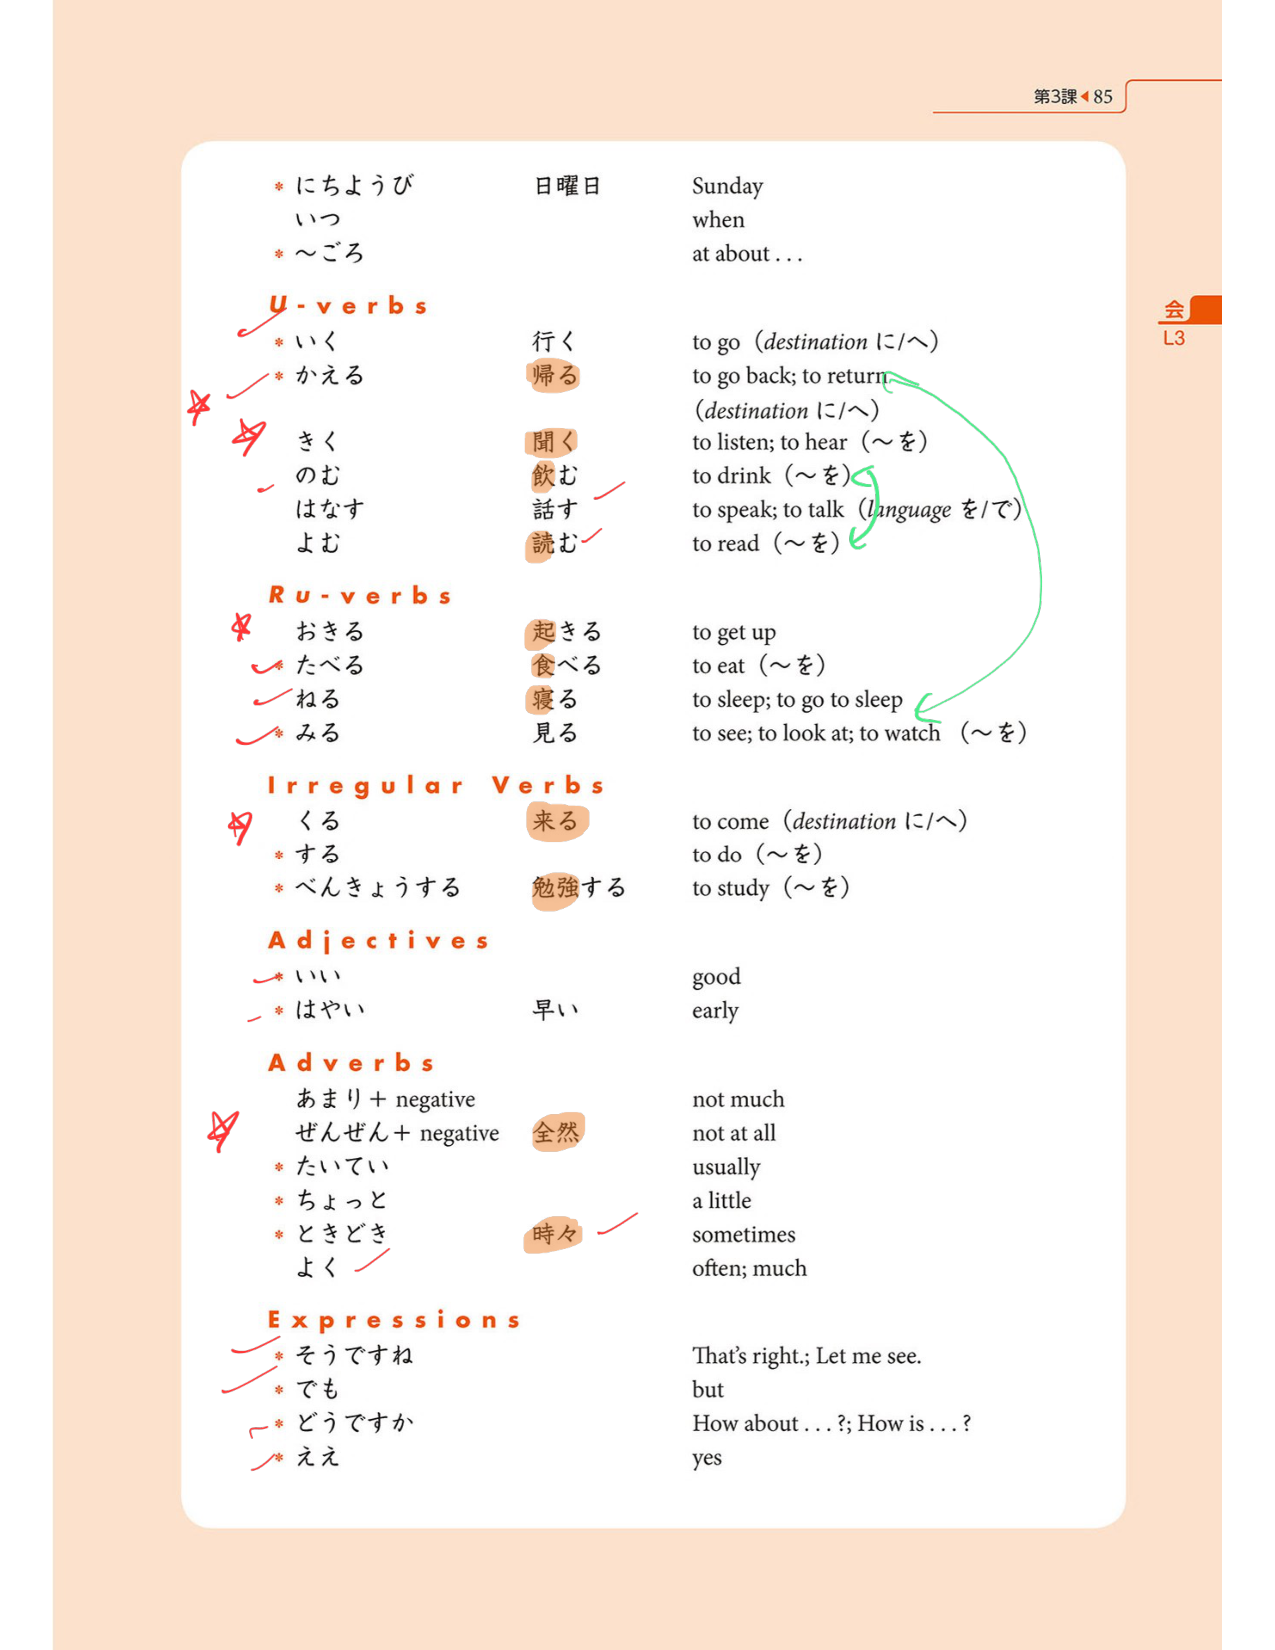 第3課 85
* にちようび 日曜日 Sunday
いつ when
* ～ごろ at about . . .
U-verbs
* いく 行く to go（destination に/へ）
* かえる 帰る to go back; to return
（destination に/へ）
きく 聞く to listen; to hear（～を）
のむ 飲む to drink（～を）
はなす 話す to speak; to talk（language を/で）
よむ 読む to read（～を）
Ru-verbs
おきる 起きる to get up
* たべる 食べる to eat（～を）
ねる 寝る to sleep; to go to sleep
* みる 見る to see; to look at; to watch（～を）
Irregular Verbs
くる 来る to come（destination に/へ）
* する to do（～を）
* べんきょうする 勉強する to study（～を）
Adjectives
* いい good
* はやい 早い early
Adverbs
あまり＋ negative not much
ぜんぜん＋ negative 全然 not at all
* たいてい usually
* ちょっと a little
* ときどき 時々 sometimes
よく often; much
Expressions
* そうですね That's right.; Let me see.
* でも but
* どうですか How about . . . ?; How is . . . ?
* ええ yes
会
L3